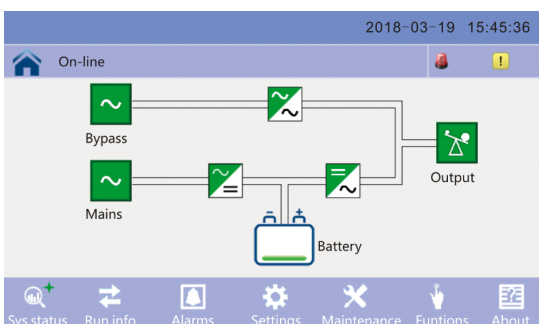 2018-03-19 15:45:36
On-line
Bypass
Output
Mains
Battery
Sys status Run info Alarms Settings Maintenance Funtions About